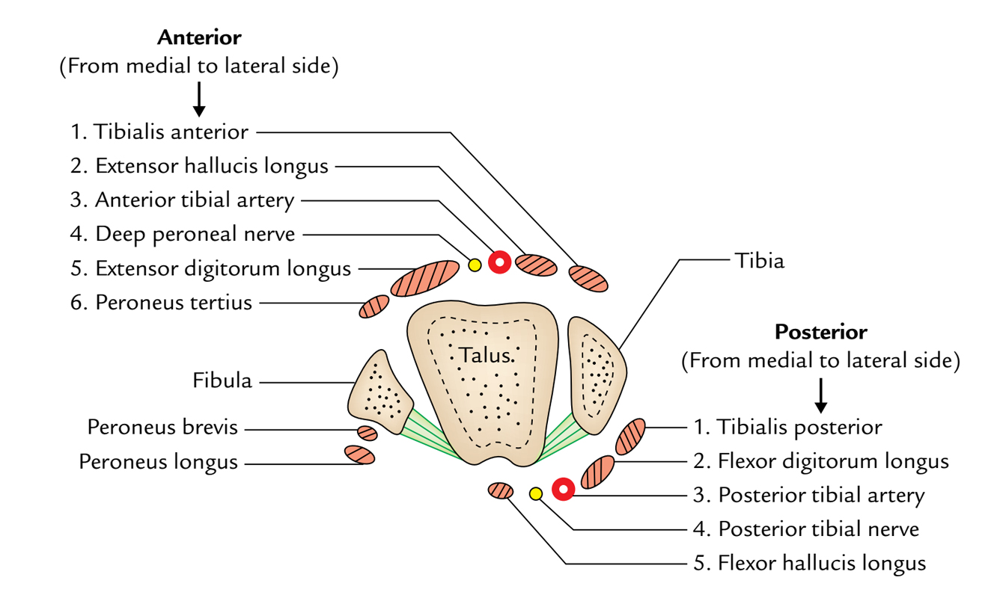 Anterior
(From medial to lateral side)
1. Tibialis anterior
2. Extensor hallucis longus
3. Anterior tibial artery
4. Deep peroneal nerve
5. Extensor digitorum longus
6. Peroneus tertius
Tibia
Talus
Fibula
Peroneus brevis
Peroneus longus
Posterior
(From medial to lateral side)
1. Tibialis posterior
2. Flexor digitorum longus
3. Posterior tibial artery
4. Posterior tibial nerve
5. Flexor hallucis longus